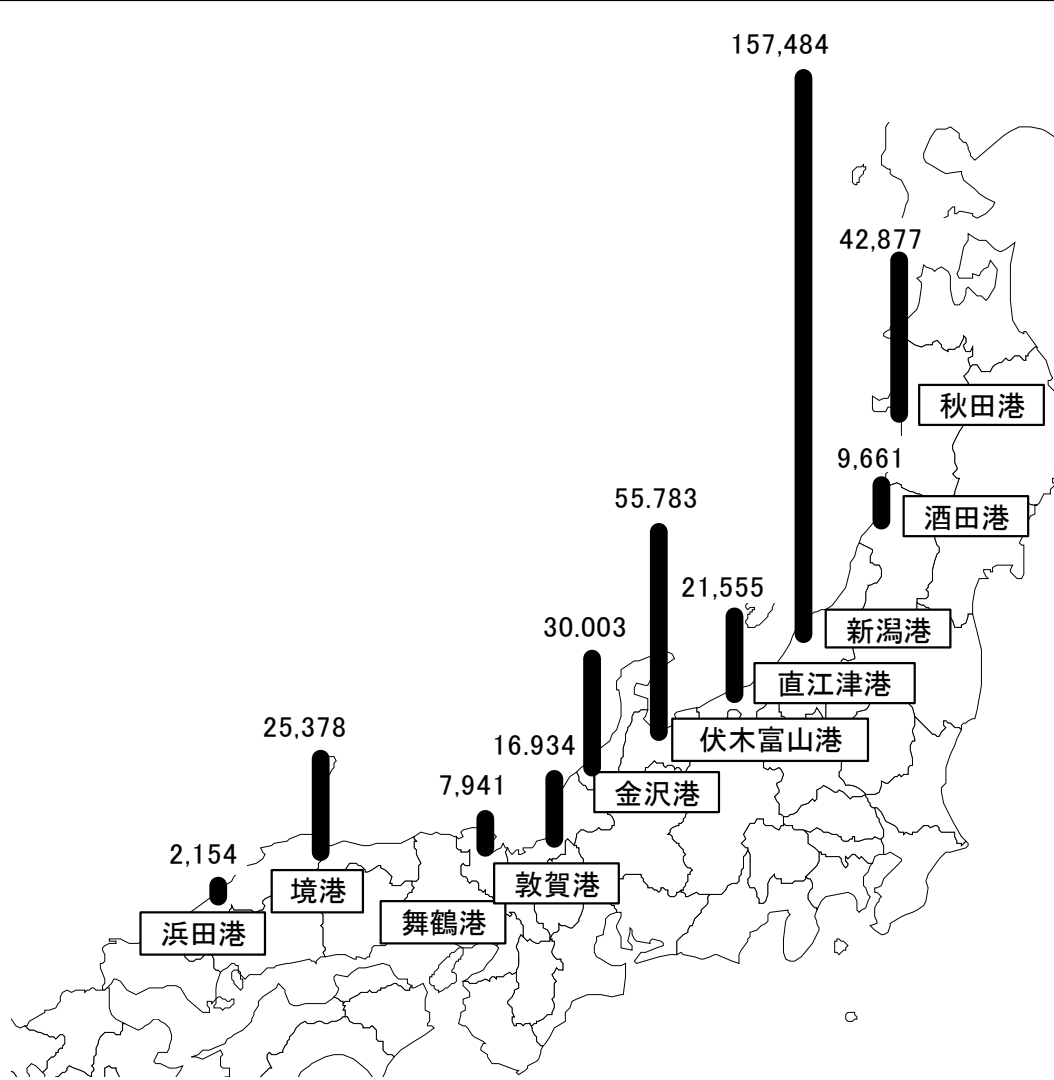 157,484
42,877
秋田港
9,661
55.783
酒田港
21,555
30.003
新潟港
直江津港
25,378
伏木富山港
16.934
7,941
金沢港
2,154
境港
敦賀港
浜田港
舞鶴港